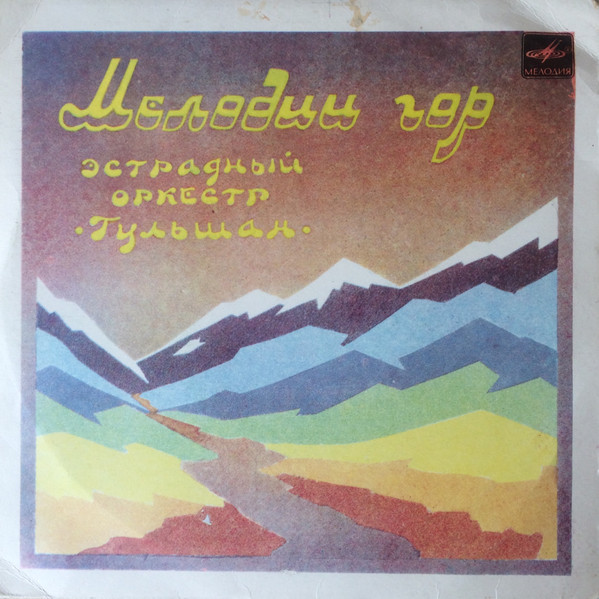 МЕЛОДИЯ
Мелодии гор
эстрадный
оркестр
•Гульшан•